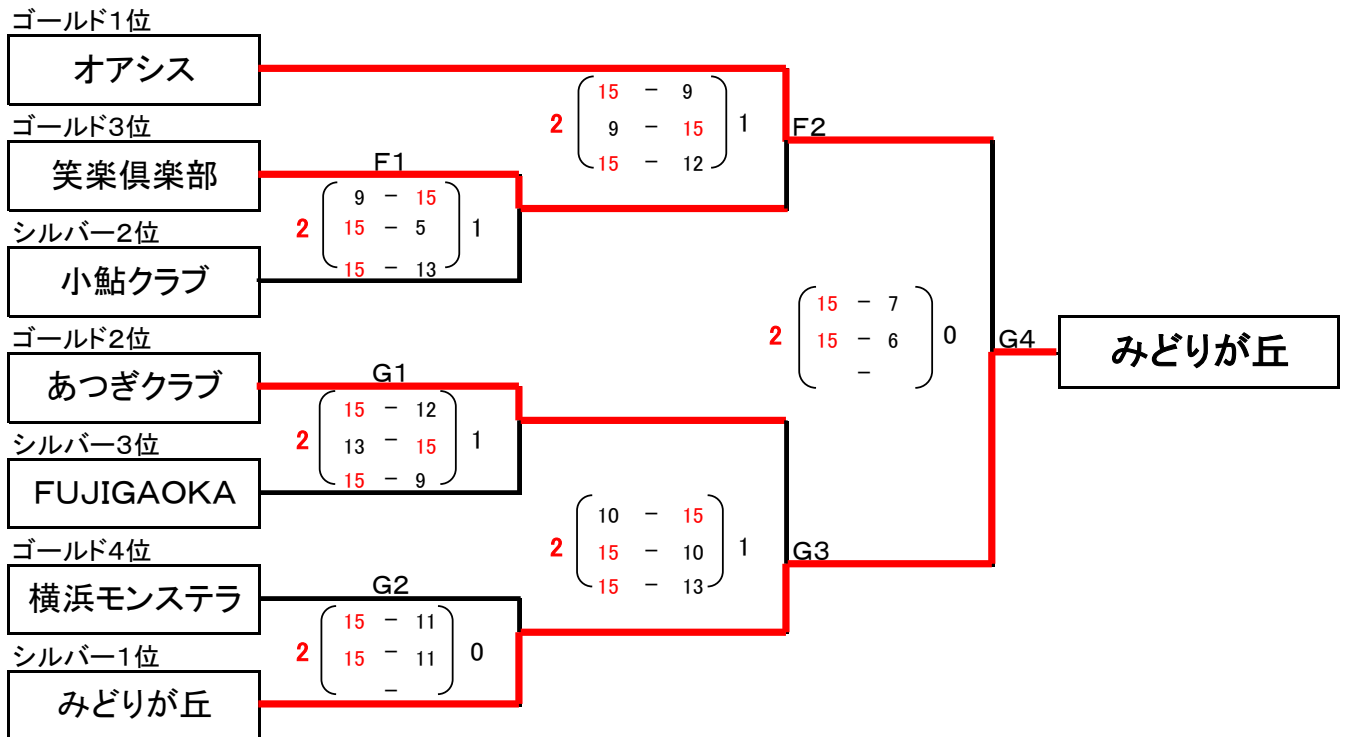 ゴールド1位
オアシス
ゴールド3位
笑楽倶楽部
シルバー2位
小鮎クラブ
ゴールド2位
あつぎクラブ
シルバー3位
FUJIGAOKA
ゴールド4位
横浜モンステラ
シルバー1位
みどりが丘
F1
2
9 － 15
15 － 5
15 － 13
1
G1
2
15 － 12
13 － 15
15 － 9
1
G2
2
15 － 11
15 － 11
－
0
2
15 － 9
9 － 15
15 － 12
1
F2
2
10 － 15
15 － 10
15 － 13
1
G3
2
15 － 7
15 － 6
－
0
G4
みどりが丘